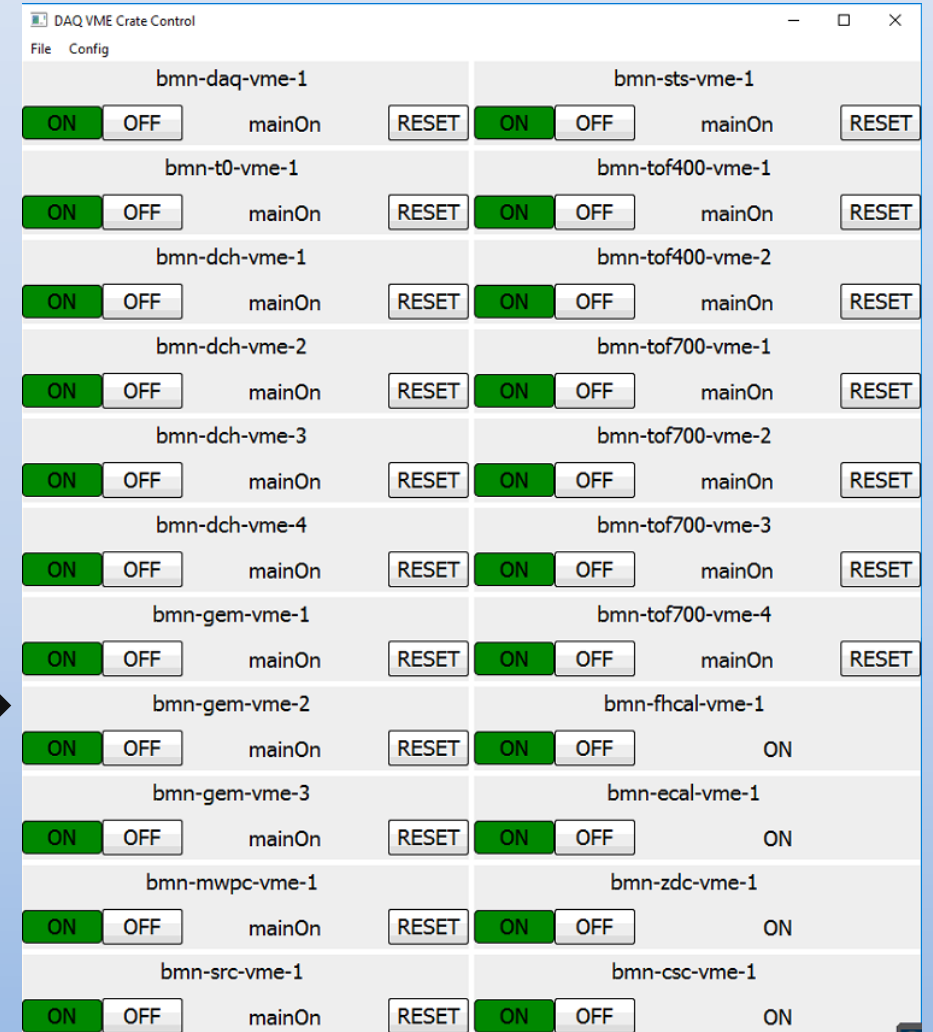 DAQ VME Crate Control
File Config
bmn-daq-vme-1 bmn-sts-vme-1
ON OFF mainOn RESET ON OFF mainOn RESET
bmn-t0-vme-1 bmn-tof400-vme-1
ON OFF mainOn RESET ON OFF mainOn RESET
bmn-dch-vme-1 bmn-tof400-vme-2
ON OFF mainOn RESET ON OFF mainOn RESET
bmn-dch-vme-2 bmn-tof700-vme-1
ON OFF mainOn RESET ON OFF mainOn RESET
bmn-dch-vme-3 bmn-tof700-vme-2
ON OFF mainOn RESET ON OFF mainOn RESET
bmn-dch-vme-4 bmn-tof700-vme-3
ON OFF mainOn RESET ON OFF mainOn RESET
bmn-gem-vme-1 bmn-tof700-vme-4
ON OFF mainOn RESET ON OFF mainOn RESET
bmn-gem-vme-2 bmn-fhcal-vme-1
ON OFF mainOn RESET ON OFF ON
bmn-gem-vme-3 bmn-ecal-vme-1
ON OFF mainOn RESET ON OFF ON
bmn-mwpc-vme-1 bmn-zdc-vme-1
ON OFF mainOn RESET ON OFF ON
bmn-src-vme-1 bmn-csc-vme-1
ON OFF mainOn RESET ON OFF ON